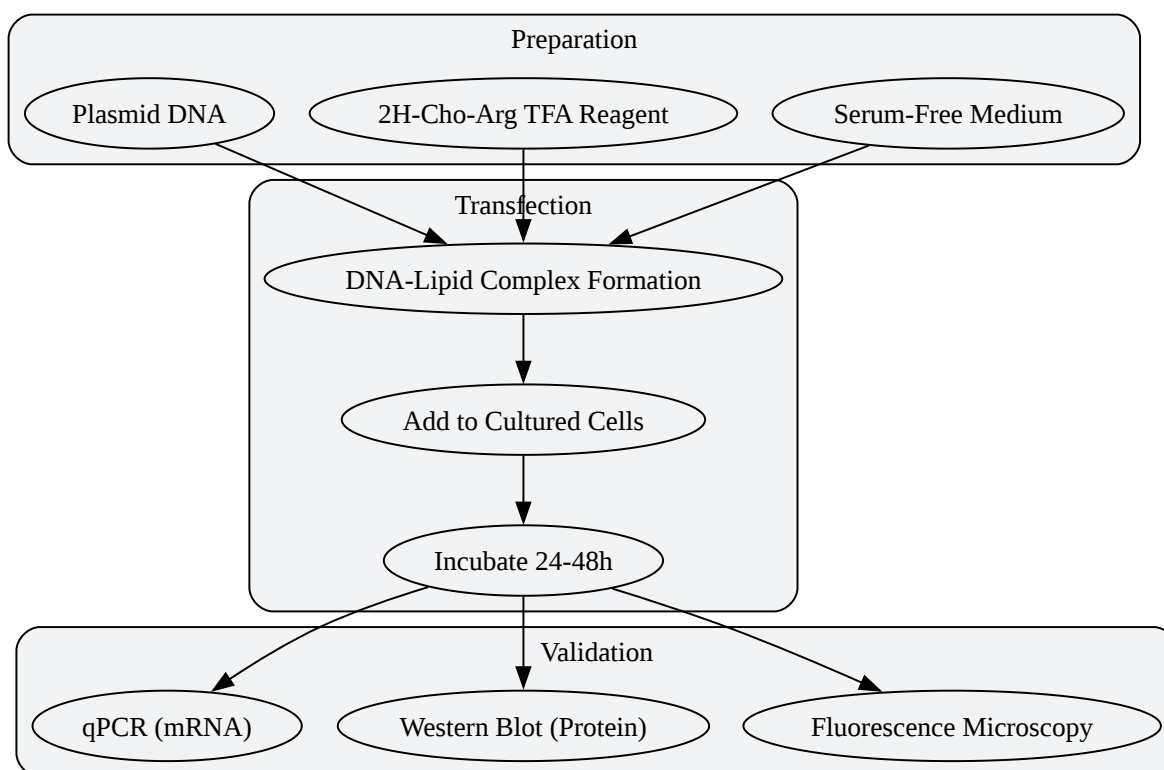 Preparation
Plasmid DNA
2H-Cho-Arg TFA Reagent
Serum-Free Medium
Transfection
DNA-Lipid Complex Formation
Add to Cultured Cells
Incubate 24-48h
Validation
qPCR (mRNA)
Western Blot (Protein)
Fluorescence Microscopy